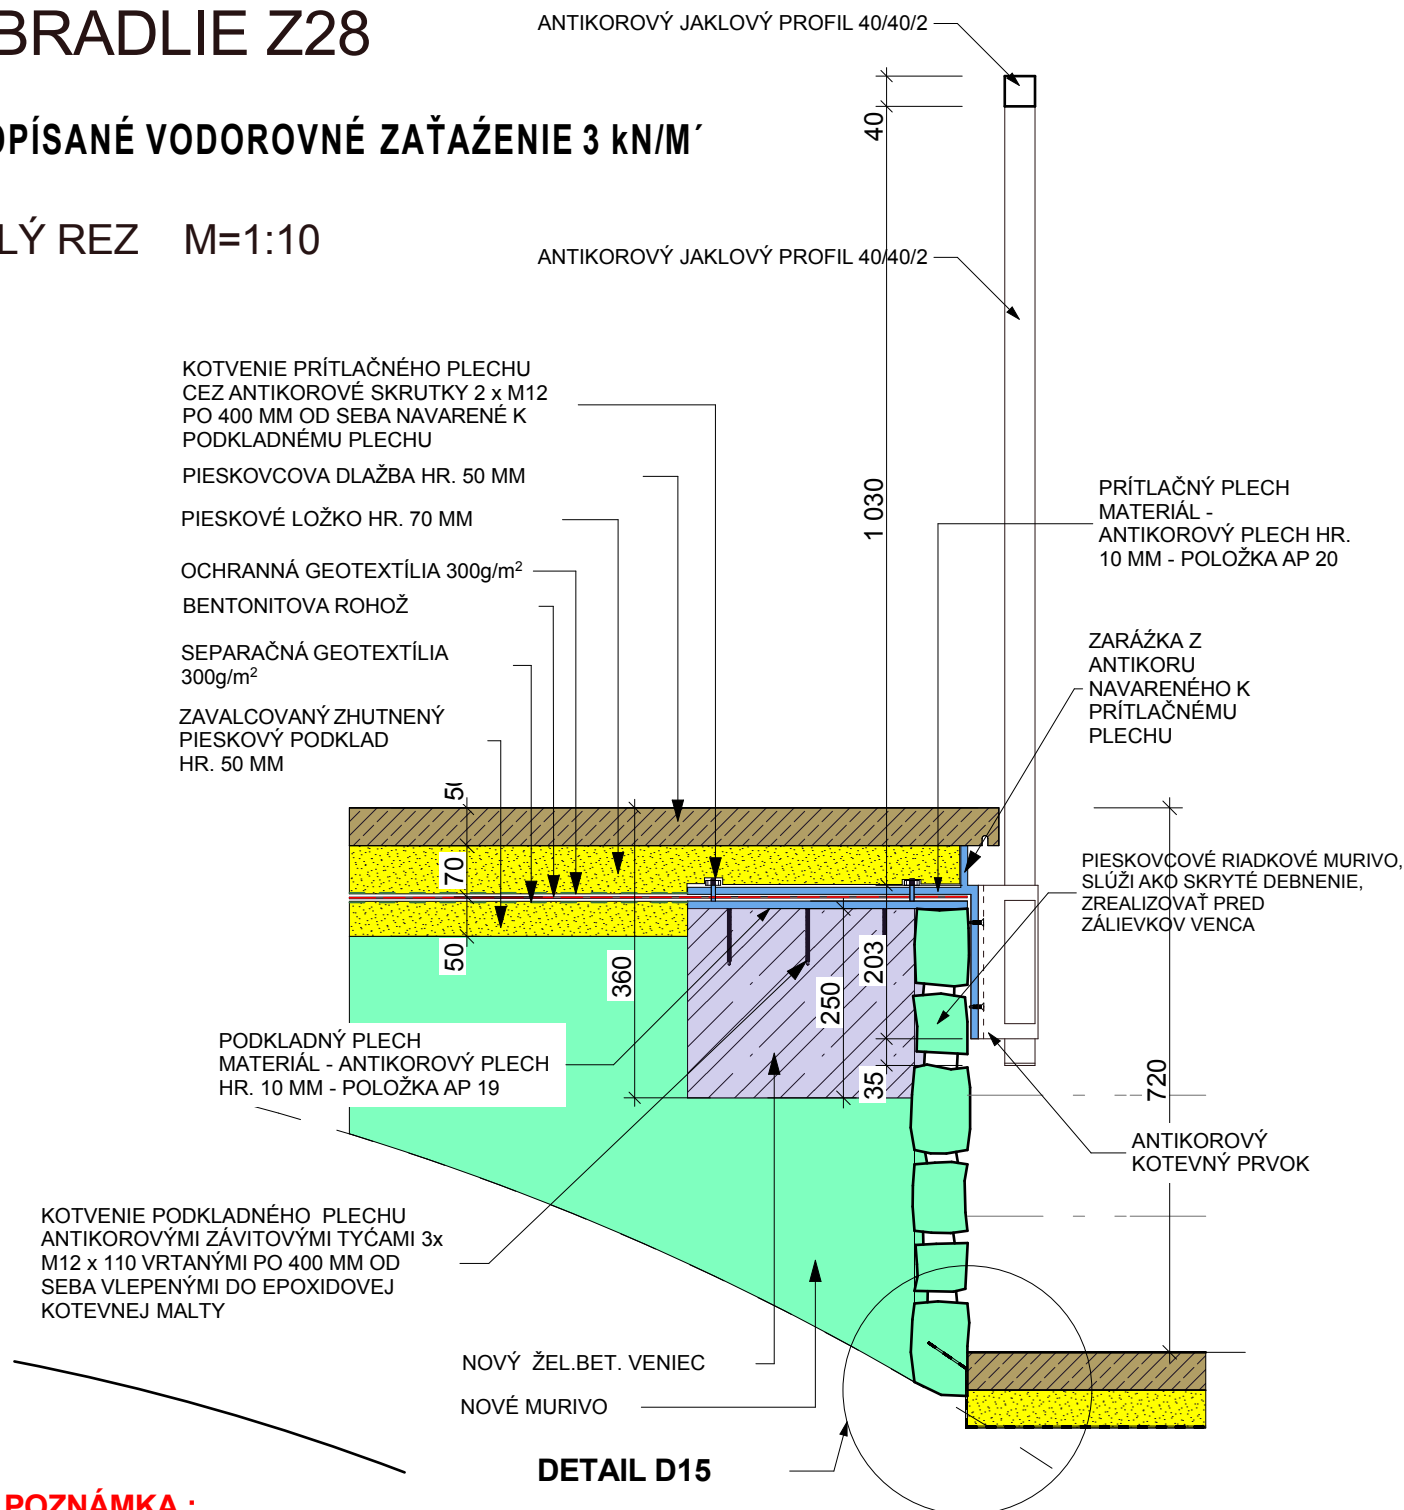 BRADLIE Z28
OPÍSANÉ VODOROVNÉ ZAŤAŹENIE 3 kN/M´
LÝ REZ M=1:10
ANTIKOROVÝ JAKLOVÝ PROFIL 40/40/2
40
ANTIKOROVÝ JAKLOVÝ PROFIL 40/40/2
KOTVENIE PRÍTLAČNÉHO PLECHU
CEZ ANTIKOROVÉ SKRUTKY 2 x M12
PO 400 MM OD SEBA NAVARENÉ K
PODKLADNÉMU PLECHU
PIESKOVCOVA DLAŽBA HR. 50 MM
PIESKOVÉ LOŽKO HR. 70 MM
OCHRANNÁ GEOTEXTÍLIA 300g/m²
BENTONITOVA ROHOŽ
SEPARAČNÁ GEOTEXTÍLIA
300g/m²
ZAVALCOVANÝ ZHUTNENÝ
PIESKOVÝ PODKLAD
HR. 50 MM
1 030
PRÍTLAČNÝ PLECH
MATERIÁL -
ANTIKOROVÝ PLECH HR.
10 MM - POLOŽKA AP 20
ZARÁŹKA Z
ANTIKORU
NAVARENÉHO K
PRÍTLAČNÉMU
PLECHU
50
70
50
360
250
203
35
720
PIESKOVCOVÉ RIADKOVÉ MURIVO,
SLÚŽI AKO SKRYTÉ DEBNENIE,
ZREALIZOVAŤ PRED
ZÁLIEVKOV VENCA
PODKLADNÝ PLECH
MATERIÁL - ANTIKOROVÝ PLECH
HR. 10 MM - POLOŽKA AP 19
ANTIKOROVÝ
KOTEVNÝ PRVOK
KOTVENIE PODKLADNÉHO PLECHU
ANTIKOROVÝMI ZÁVITOVÝMI TYĆAMI 3x
M12 x 110 VRTANÝMI PO 400 MM OD
SEBA VLEPENÝMI DO EPOXIDOVEJ
KOTEVNEJ MALTY
NOVÝ ŽEL.BET. VENIEC
NOVÉ MURIVO
DETAIL D15
POZNÁMKA :